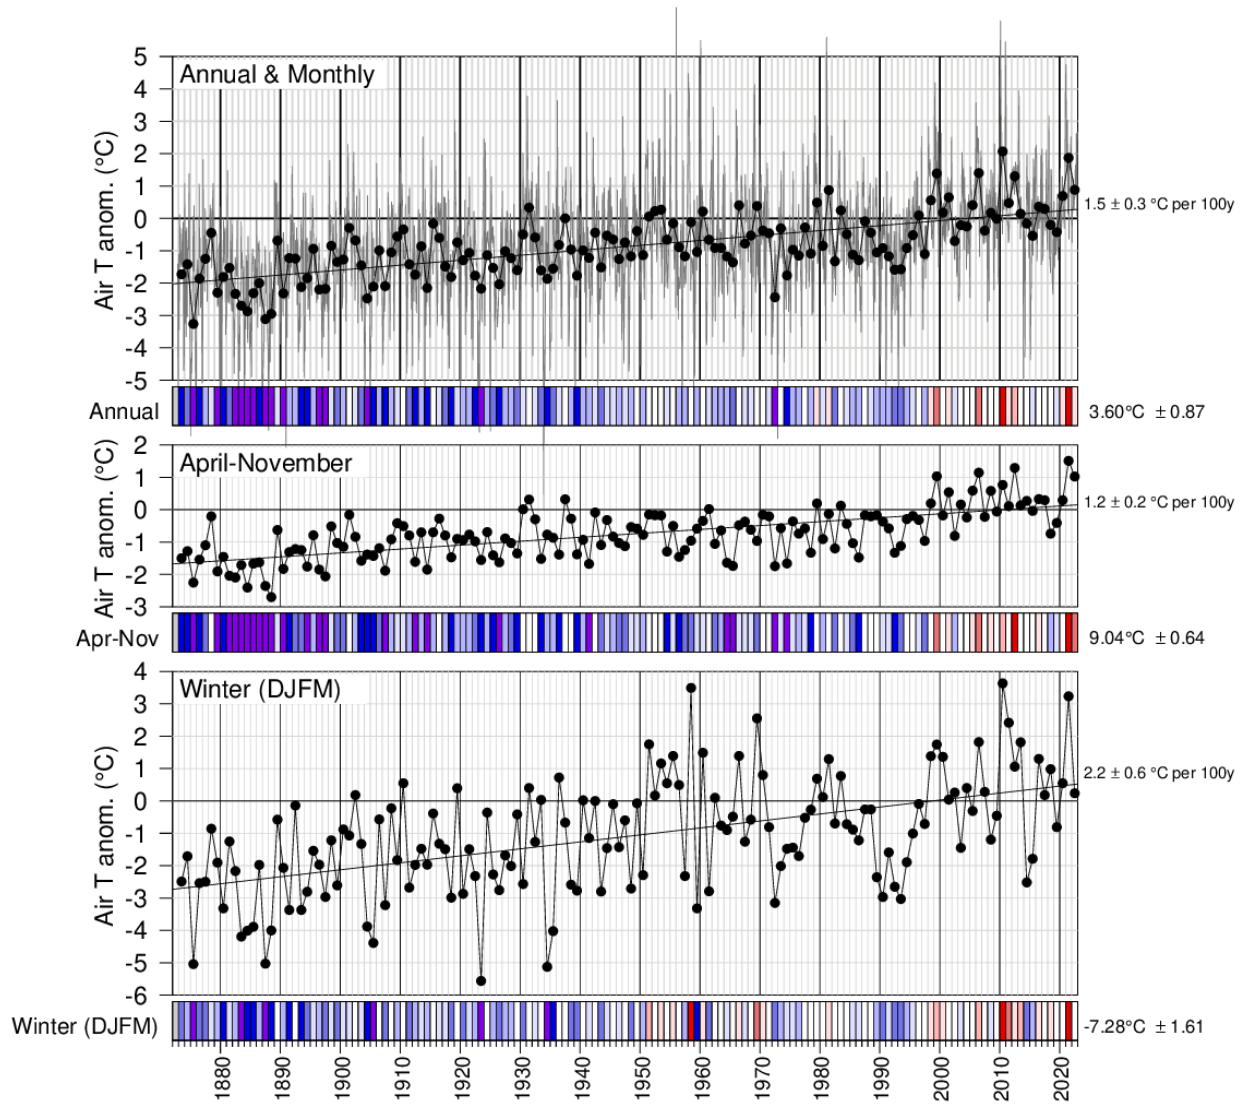 Annual & Monthly
Air T anom. (°C)
5
4
3
2
1
0
-1
-2
-3
-4
-5
1.5 ± 0.3 °C per 100y
Annual
3.60°C ± 0.87
April-November
Air T anom. (°C)
2
1
0
-1
-2
-3
1.2 ± 0.2 °C per 100y
Apr-Nov
9.04°C ± 0.64
Winter (DJFM)
Air T anom. (°C)
4
3
2
1
0
-1
-2
-3
-4
-5
-6
2.2 ± 0.6 °C per 100y
Winter (DJFM)
-7.28°C ± 1.61
1880
1890
1900
1910
1920
1930
1940
1950
1960
1970
1980
1990
2000
2010
2020